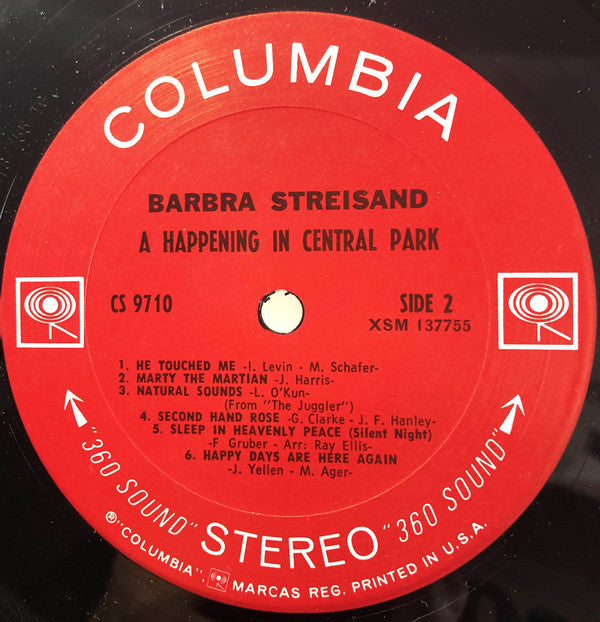 COLUMBIA
BARBRA STREISAND
A HAPPENING IN CENTRAL PARK
CS 9710
SIDE 2
XSM 137755
1. HE TOUCHED ME -I. Levin - M. Schafer-
2. MARTY THE MARTIAN -J. Harris-
3. NATURAL SOUNDS -L. O'Kun-
(From "The Juggler")
4. SECOND HAND ROSE -G. Clarke - J. F. Hanley-
5. SLEEP IN HEAVENLY PEACE (Silent Night)
-F Gruber - Arr: Ray Ellis-
6. HAPPY DAYS ARE HERE AGAIN
-J. Yellen - M. Ager-
"360 SOUND" STEREO "360 SOUND"
®"COLUMBIA", MARCAS REG. PRINTED IN U.S.A.